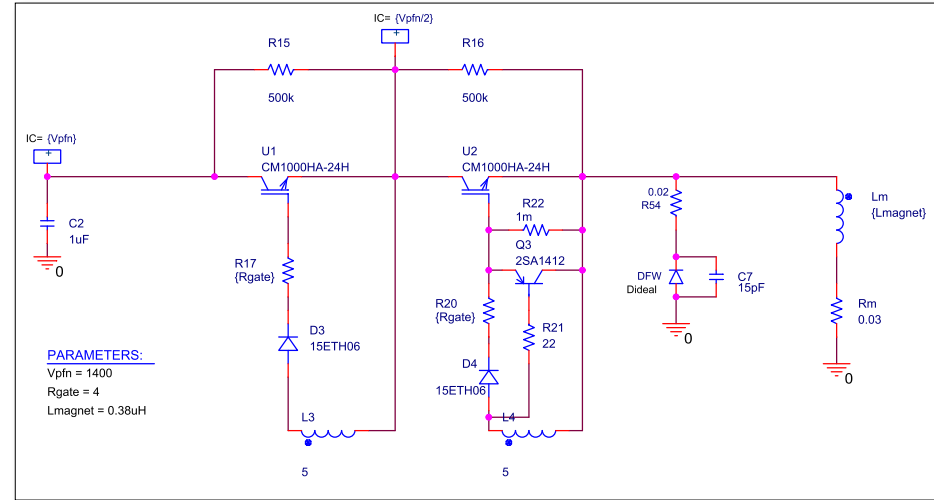 IC= {Vpfn/2}
R15
R16
500k
500k
IC= {Vpfn}
U1
CM1000HA-24H
U2
CM1000HA-24H
C2
1uF
0
R22
1m
Q3
2SA1412
0.02
R54
Lm
{Lmagnet}
R17
{Rgate}
DFW
Dideal
C7
15pF
R20
{Rgate}
R21
22
Rm
0.03
D3
15ETH06
0
0
D4
15ETH06
PARAMETERS:
Vpfn = 1400
Rgate = 4
Lmagnet = 0.38uH
L3
L4
5
5